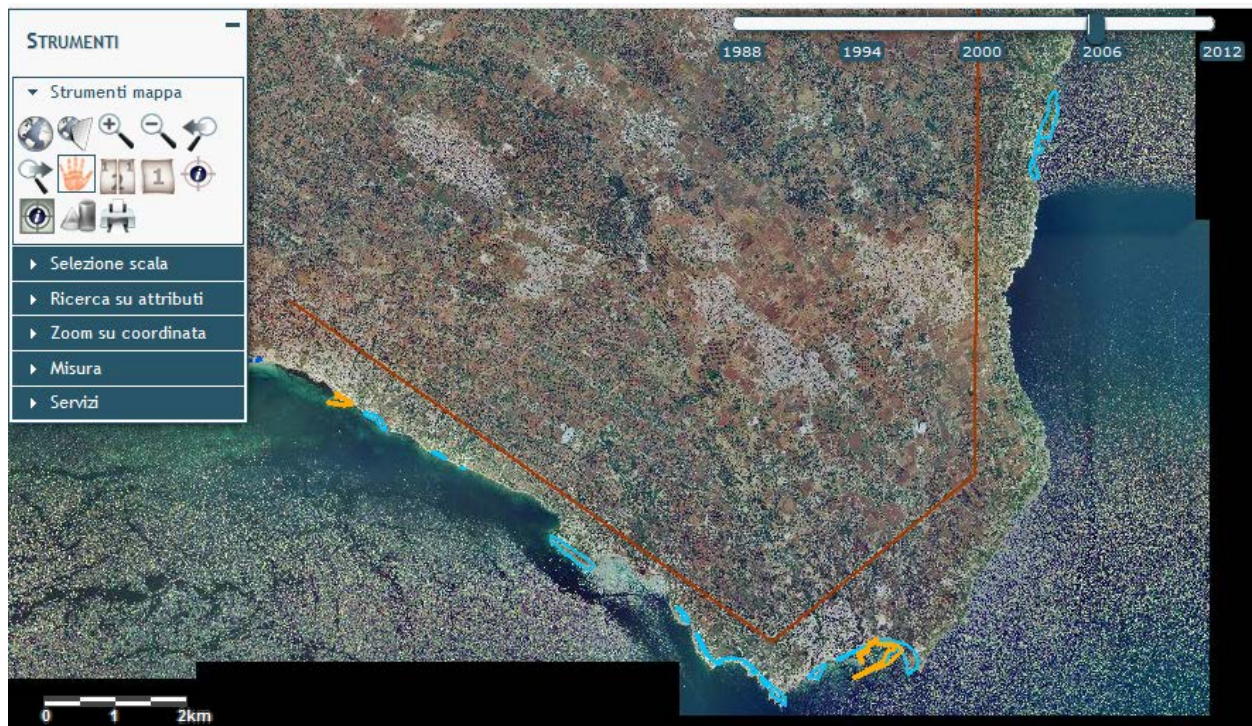 STRUMENTI
Strumenti mappa
Selezione scala
Ricerca su attributi
Zoom su coordinata
Misura
Servizi
1988 1994 2000 2006 2012
0 1 2km